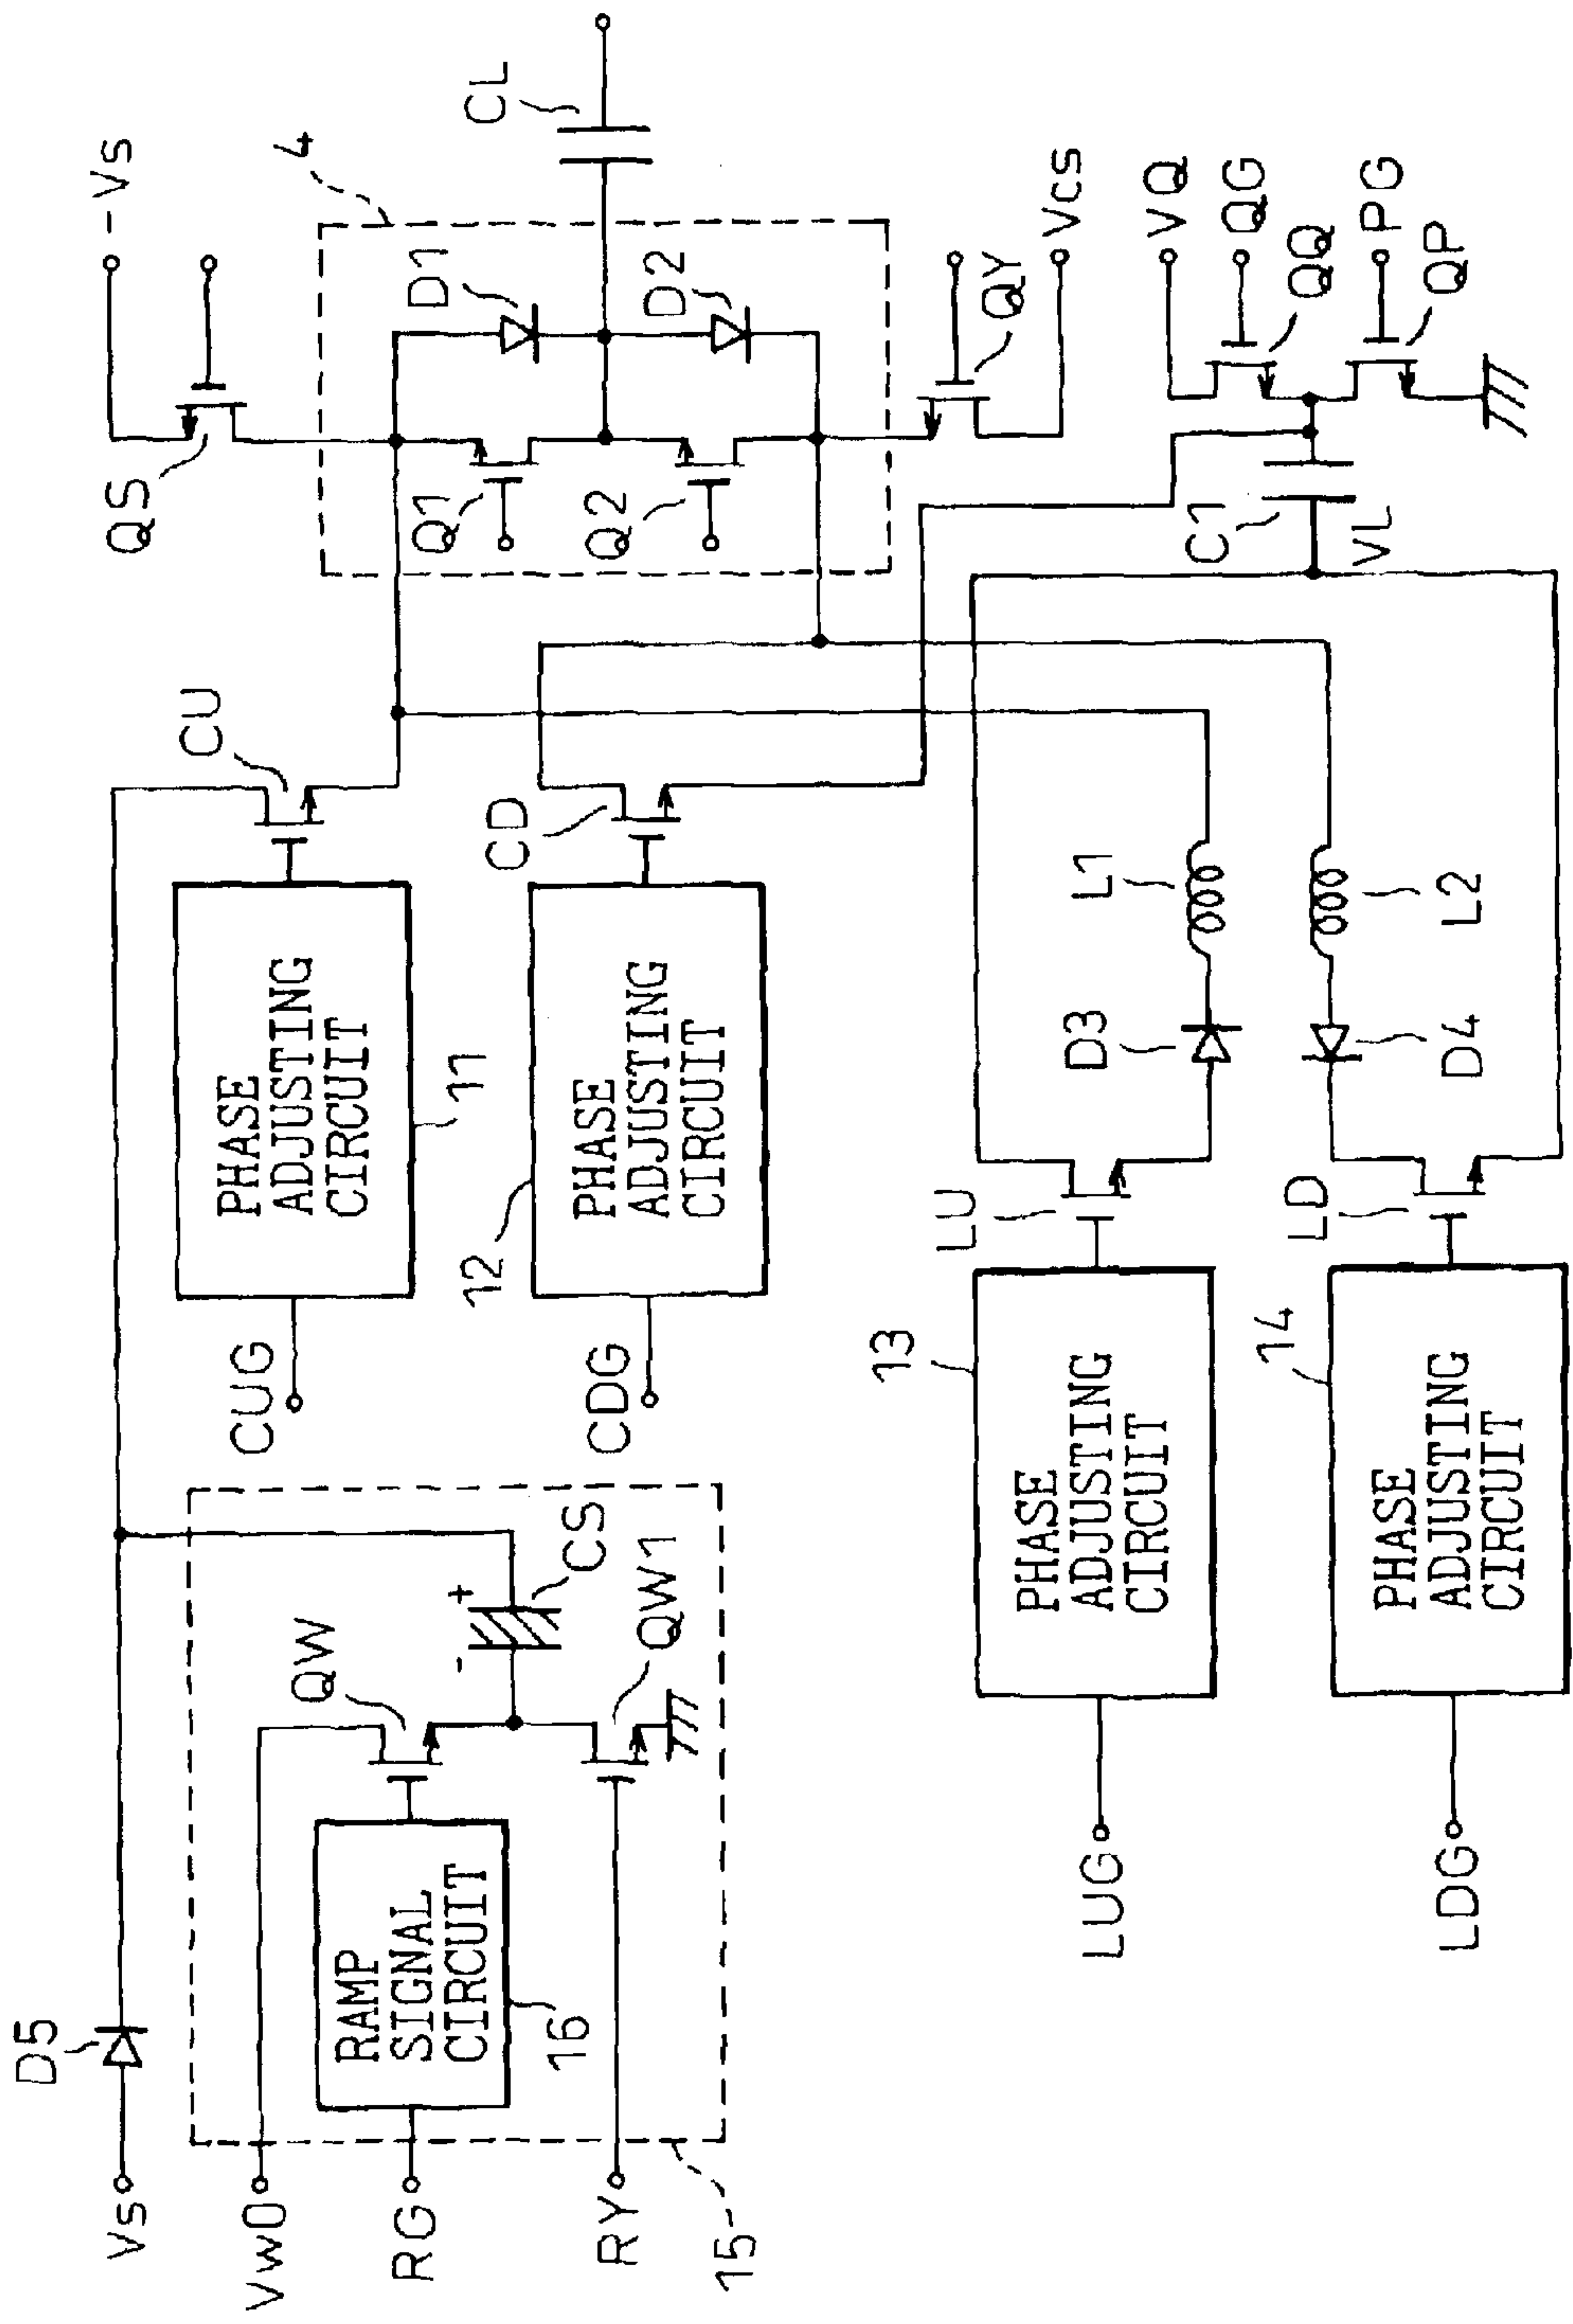 Vs
D5
Vw0
RG
RAMP
SIGNAL
CIRCUIT
16
QW
- +
CS
RY
QW1
15
CUG
PHASE
ADJUSTING
CIRCUIT
11
CU
CDG
PHASE
ADJUSTING
CIRCUIT
12
CD
QS
-Vs
4
Q1
D1
Q2
D2
CL
QY
Vcs
LUG
PHASE
ADJUSTING
CIRCUIT
13
LU
D3
L1
LDG
PHASE
ADJUSTING
CIRCUIT
14
LD
D4
L2
C1
VL
VQ
QG
QQ
PG
QP